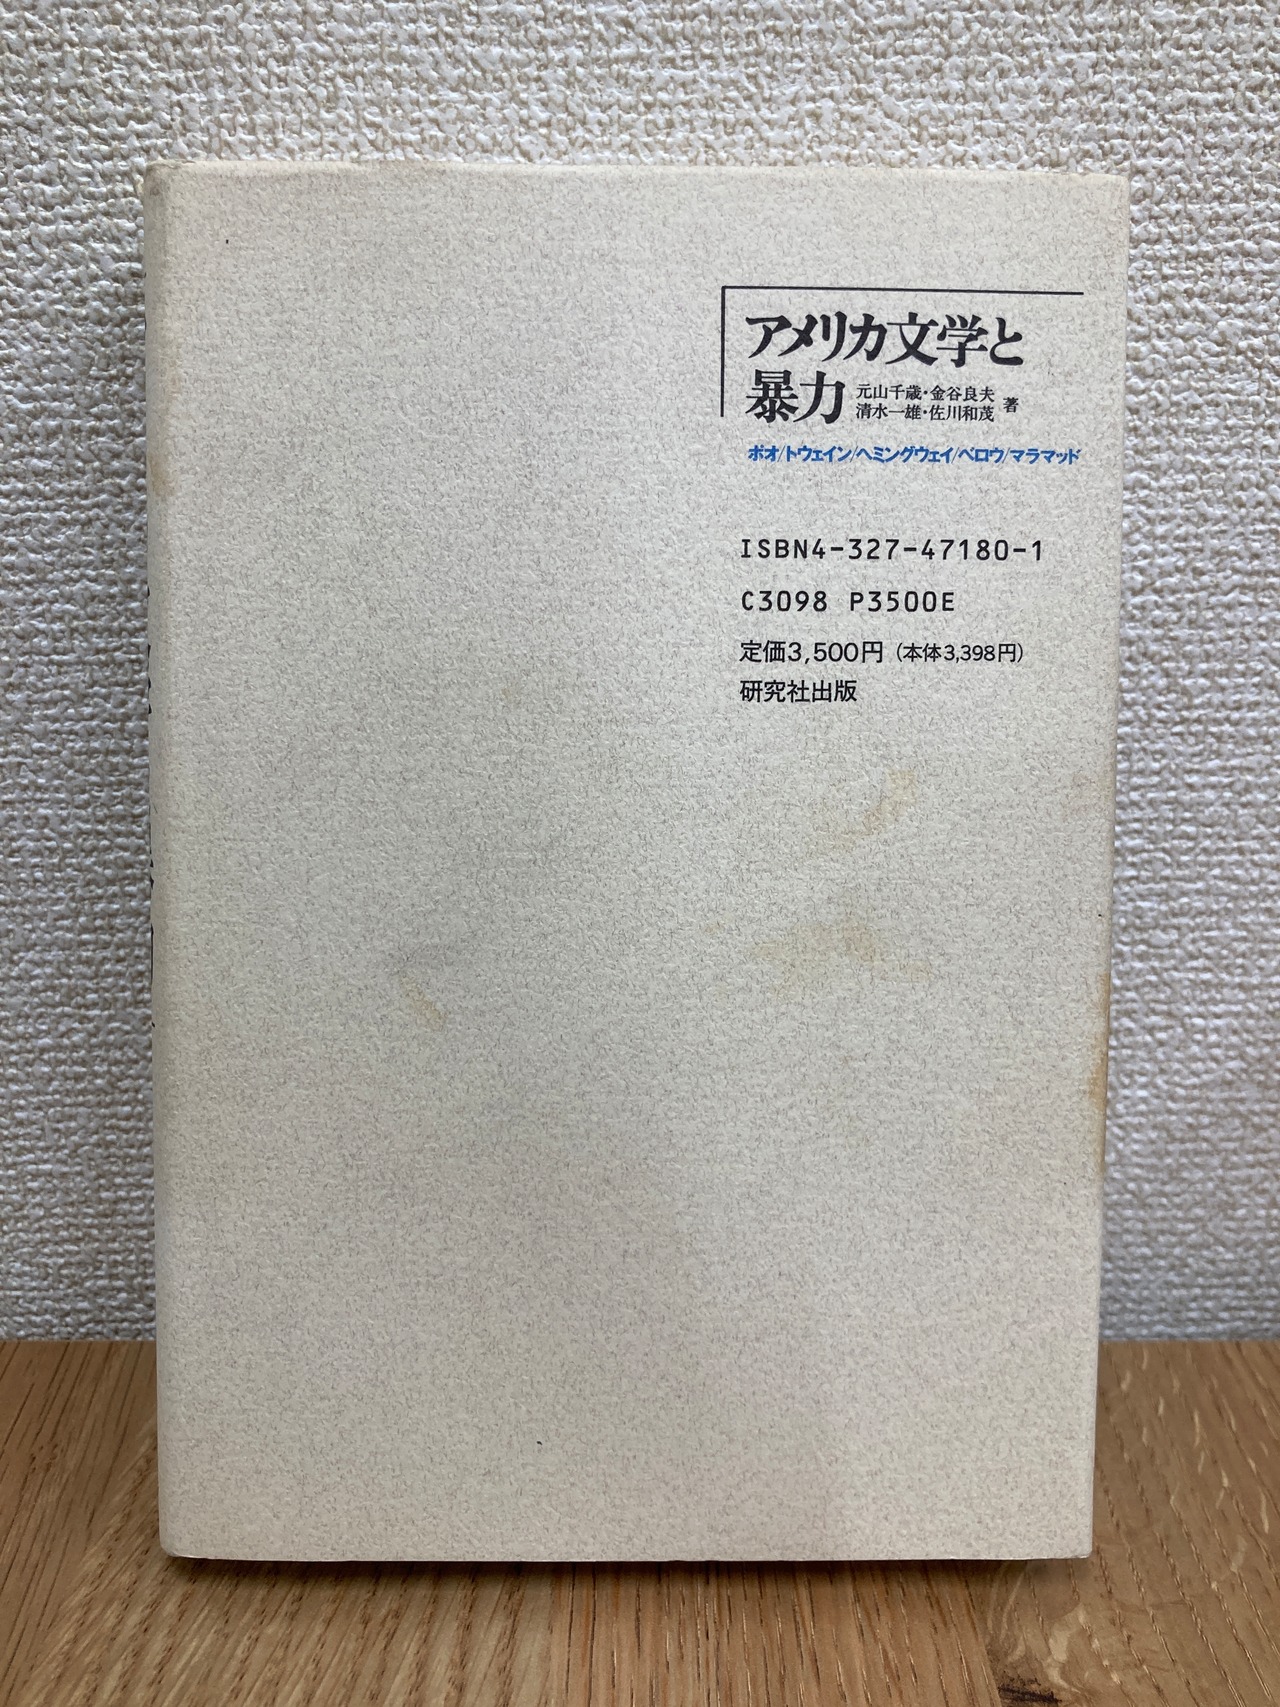 アメリカ文学と
暴力
元山千歳・金谷良夫
清水一雄・佐川和茂
著
ポオ/トウェイン/ヘミングウェイ/ベロウ/マラマッド
ISBN4-327-47180-1
C3098 P3500E
定価3,500円（本体3,398円）
研究社出版